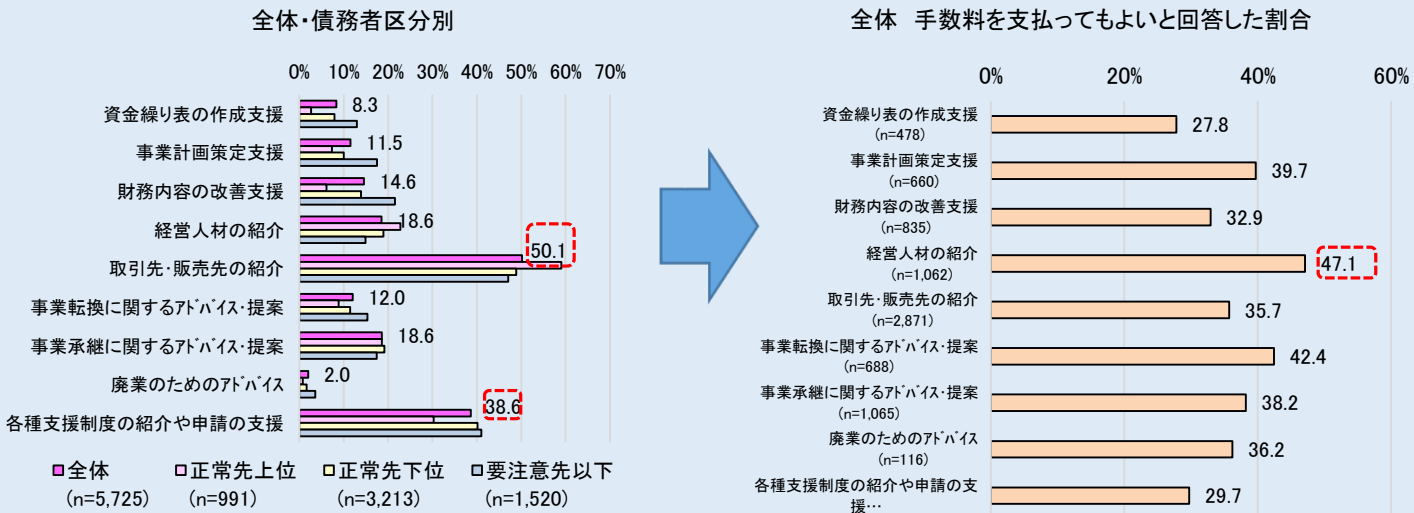 全体・債務者区分別
0% 10% 20% 30% 40% 50% 60% 70%
資金繰り表の作成支援 8.3
事業計画策定支援 11.5
財務内容の改善支援 14.6
経営人材の紹介 18.6
取引先・販売先の紹介 50.1
事業転換に関するアドバイス・提案 12.0
事業承継に関するアドバイス・提案 18.6
廃業のためのアドバイス 2.0
各種支援制度の紹介や申請の支援 38.6
全体 正常先上位 正常先下位 要注意先以下
(n=5,725) (n=991) (n=3,213) (n=1,520)
全体 手数料を支払ってもよいと回答した割合
0% 20% 40% 60%
資金繰り表の作成支援
(n=478) 27.8
事業計画策定支援
(n=660) 39.7
財務内容の改善支援
(n=835) 32.9
経営人材の紹介
(n=1,062) 47.1
取引先・販売先の紹介
(n=2,871) 35.7
事業転換に関するアドバイス・提案
(n=688) 42.4
事業承継に関するアドバイス・提案
(n=1,065) 38.2
廃業のためのアドバイス
(n=116) 36.2
各種支援制度の紹介や申請の支
援… 29.7